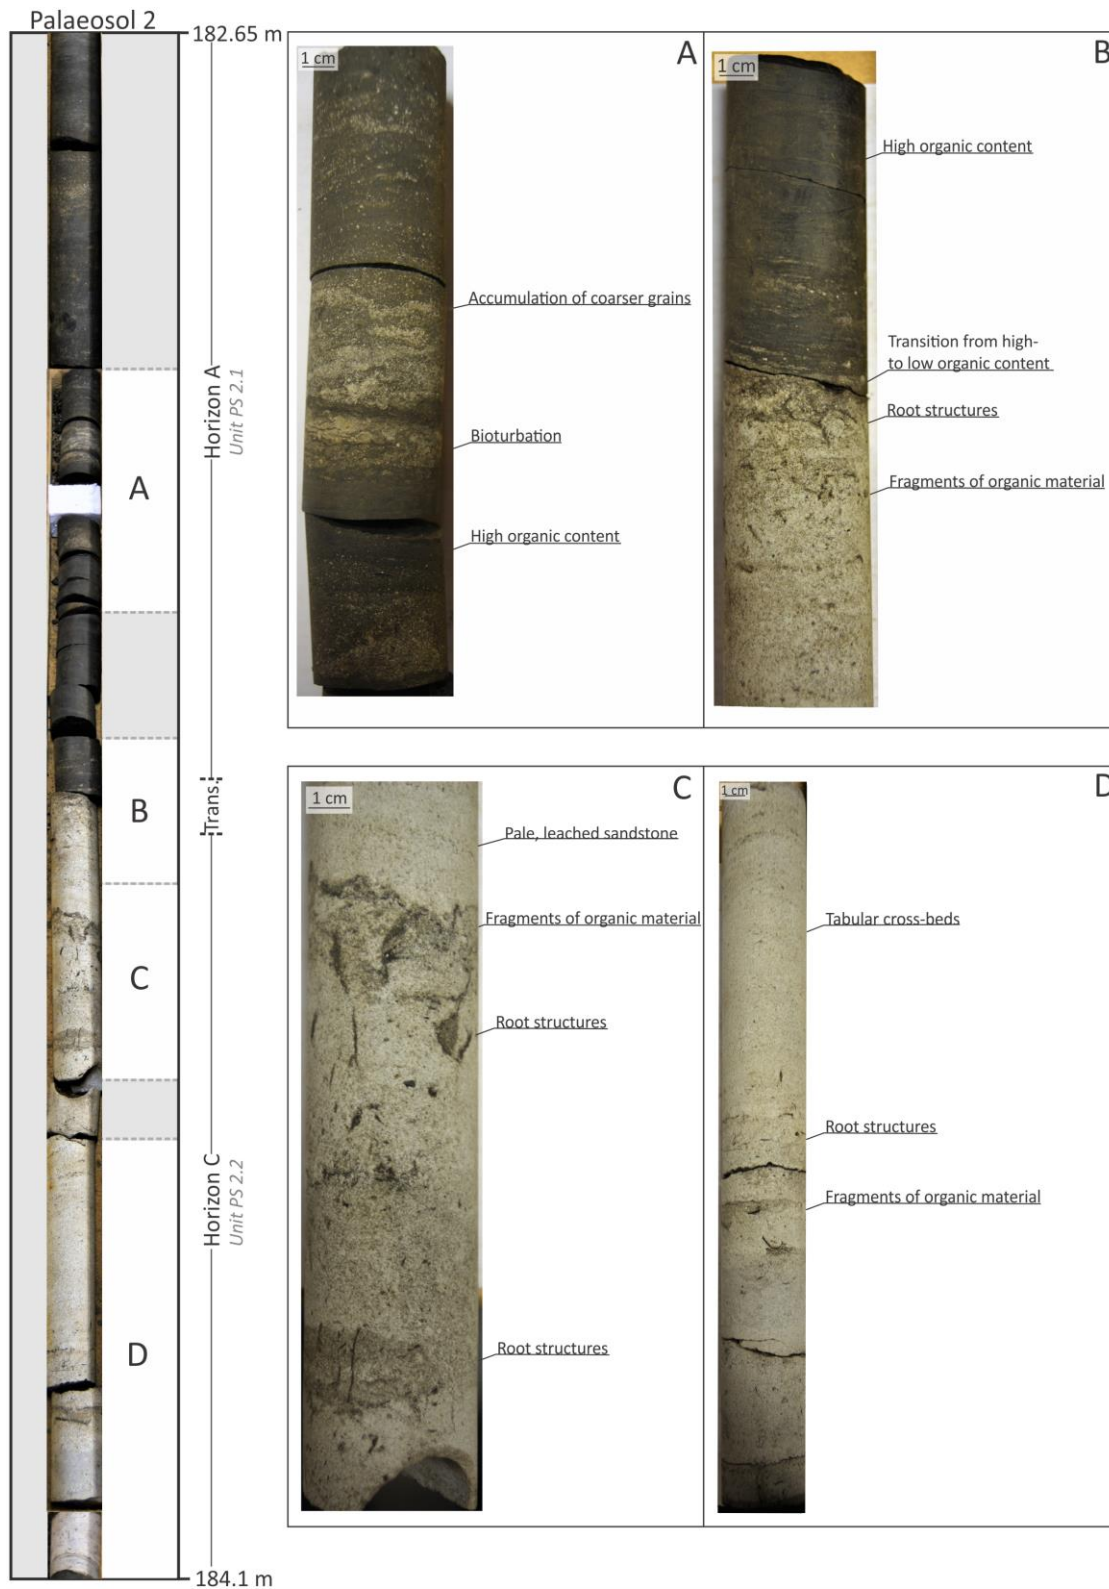 Palaeosol 2
182.65 m
A
B
C
D
Horizon A
Unit PS 2.1
Trans.
Horizon C
Unit PS 2.2
184.1 m
1 cm
A
Accumulation of coarser grains
Bioturbation
High organic content
1 cm
B
High organic content
Transition from high-
to low organic content
Root structures
Fragments of organic material
1 cm
C
Pale, leached sandstone
Fragments of organic material
Root structures
Root structures
1 cm
D
Tabular cross-beds
Root structures
Fragments of organic material